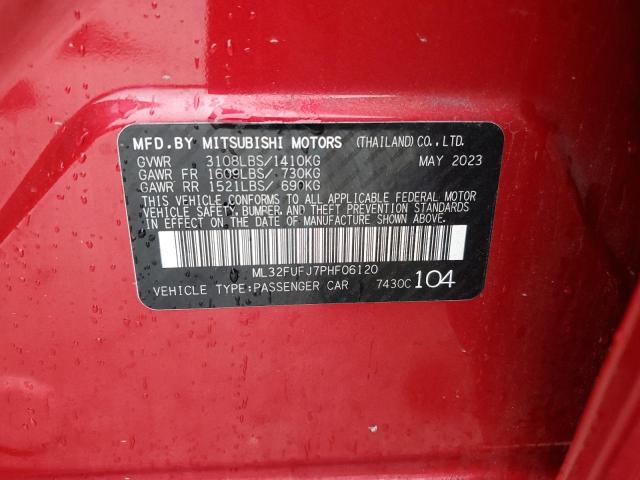 MFD.BY MITSUBISHI MOTORS (THAILAND)CO.,LTD.
GVWR 3108LBS/1410KG MAY 2023
GAWR FR 1609LBS/ 730KG
GAWR RR 1521LBS/ 690KG
THIS VEHICLE CONFORMS TO ALL APPLICABLE FEDERAL MOTOR
VEHICLE SAFETY, BUMPER, AND THEFT PREVENTION STANDARDS
IN EFFECT ON THE DATE OF MANUFACTURE SHOWN ABOVE.
ML32FUFJ7PHF06120
VEHICLE TYPE:PASSENGER CAR 7430C 104